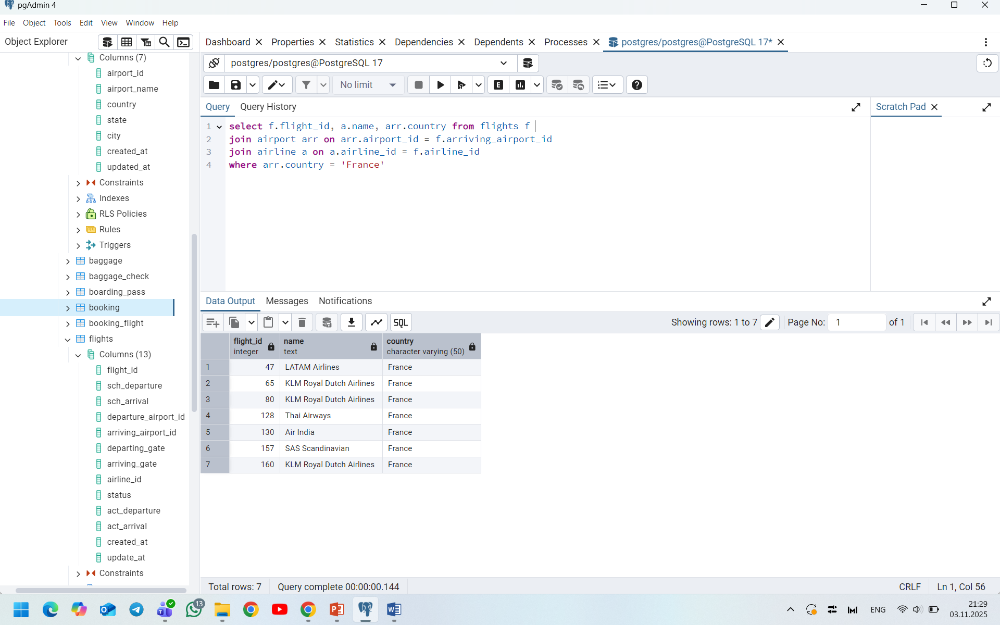 pgAdmin 4
File Object Tools Edit View Window Help
Object Explorer
Dashboard Properties Statistics Dependencies Dependents Processes postgres/postgres@PostgreSQL 17*
postgres/postgres@PostgreSQL 17
No limit
E
SQL
Query Query History
Scratch Pad
1 select f.flight_id, a.name, arr.country from flights f
2 join airport arr on arr.airport_id = f.arriving_airport_id
3 join airline a on a.airline_id = f.airline_id
4 where arr.country = 'France'
Columns (7)
airport_id
airport_name
country
state
city
created_at
updated_at
Constraints
Indexes
RLS Policies
Rules
Triggers
baggage
baggage_check
boarding_pass
booking
booking_flight
flights
Columns (13)
flight_id
sch_departure
sch_arrival
departure_airport_id
arriving_airport_id
departing_gate
arriving_gate
airline_id
status
act_departure
act_arrival
created_at
update_at
Constraints
Data Output Messages Notifications
Showing rows: 1 to 7 Page No: 1 of 1
flight_id integer name text country character varying (50)
1 47 LATAM Airlines France
2 65 KLM Royal Dutch Airlines France
3 80 KLM Royal Dutch Airlines France
4 128 Thai Airways France
5 130 Air India France
6 157 SAS Scandinavian France
7 160 KLM Royal Dutch Airlines France
Total rows: 7 Query complete 00:00:00.144 CRLF Ln 1, Col 56
13
ENG
21:29
03.11.2025